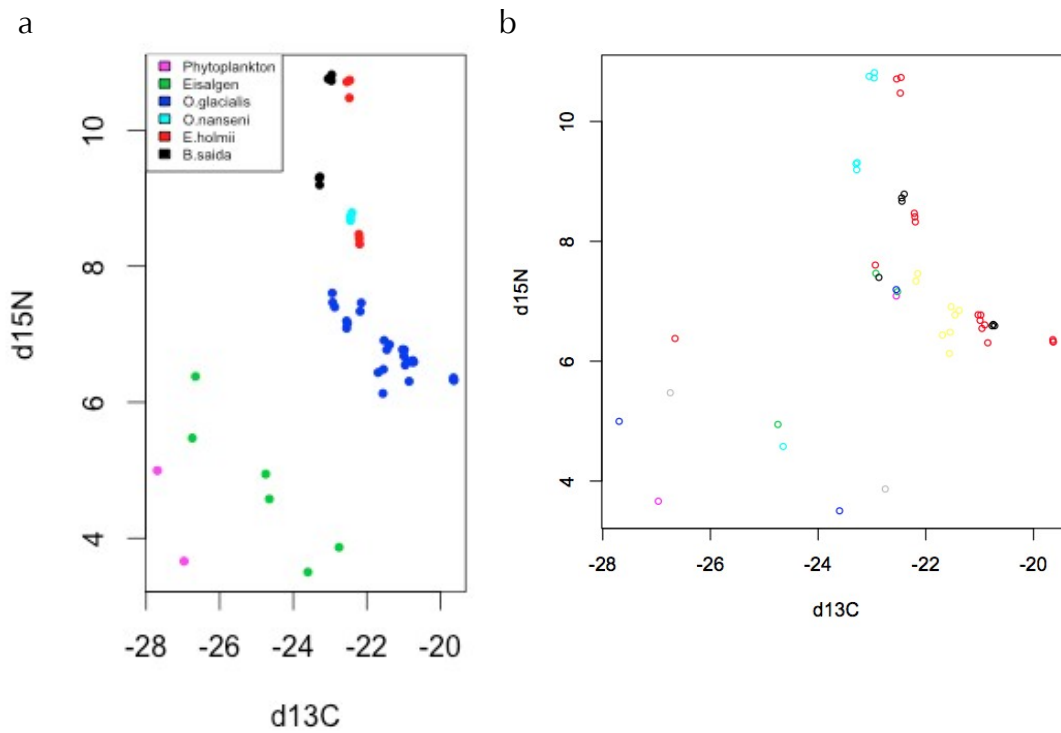 a
Phytoplankton
Eisalgen
O.glacialis
O.nanseni
E.holmii
B.saida
10
8
6
4
d15N
-28 -26 -24 -22 -20
d13C
b
10
8
6
4
d15N
-28 -26 -24 -22 -20
d13C